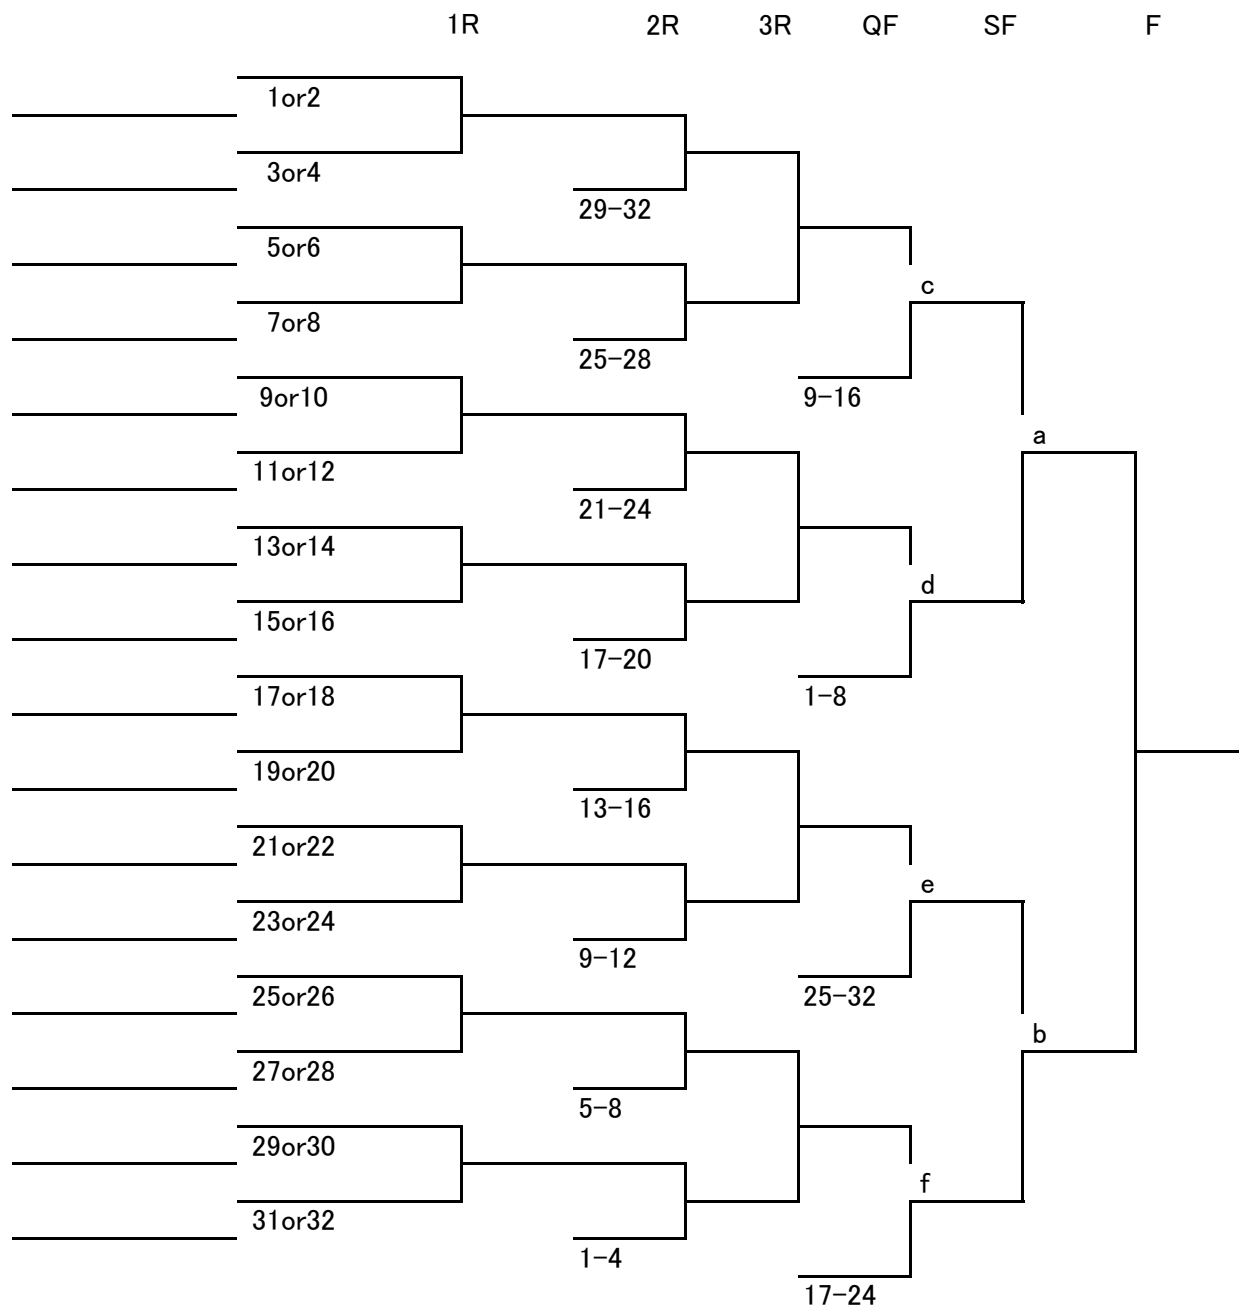 1R 2R 3R QF SF F
1or2
3or4
29-32
5or6
c
7or8
25-28
9or10
9-16
a
11or12
21-24
13or14
d
15or16
17-20
17or18
1-8
19or20
13-16
21or22
e
23or24
9-12
25or26
25-32
b
27or28
5-8
29or30
f
31or32
1-4
17-24